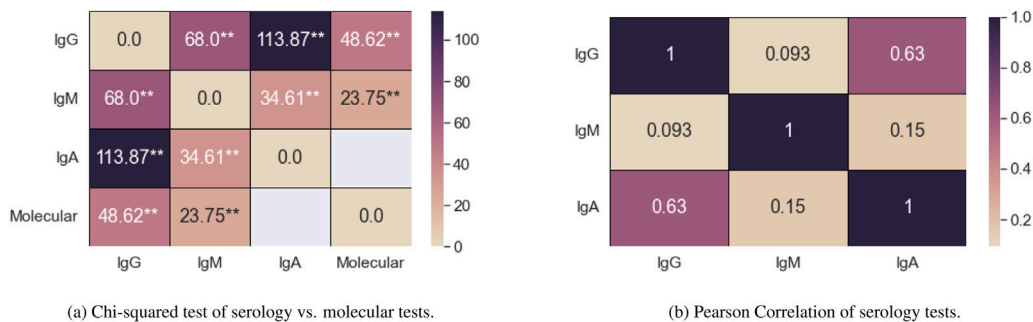 IgG 0.0 68.0** 113.87** 48.62**
IgM 68.0** 0.0 34.61** 23.75**
IgA 113.87** 34.61** 0.0
Molecular 48.62** 23.75** 0.0
IgG IgM IgA Molecular
100
80
60
40
20
0
(a) Chi-squared test of serology vs. molecular tests.
IgG 1 0.093 0.63
IgM 0.093 1 0.15
IgA 0.63 0.15 1
IgG IgM IgA
1.0
0.8
0.6
0.4
0.2
(b) Pearson Correlation of serology tests.